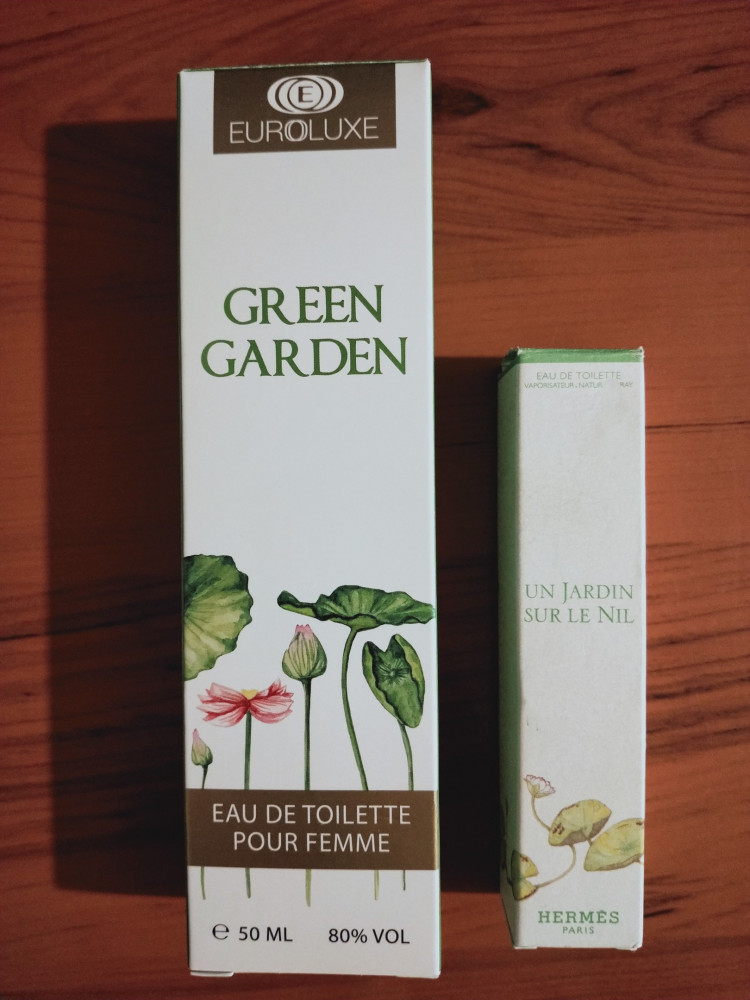 E
EUROLUXE
GREEN
GARDEN
EAU DE TOILETTE
POUR FEMME
e 50 ML 80% VOL
EAU DE TOILETTE
VAPORISATEUR
UN JARDIN
SUR LE NIL
HERMÈS
PARIS